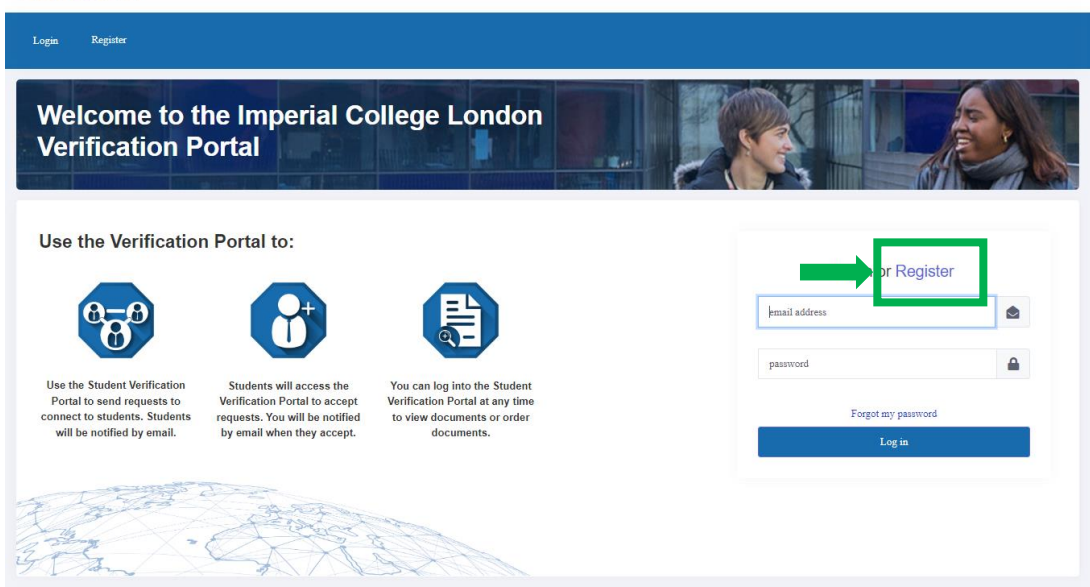 Login Register
Welcome to the Imperial College London
Verification Portal
Use the Verification Portal to:
Use the Student Verification
Portal to send requests to
connect to students. Students
will be notified by email.
Students will access the
Verification Portal to accept
requests. You will be notified
by email when they accept.
You can log into the Student
Verification Portal at any time
to view documents or order
documents.
or Register
email address
password
Forgot my password
Log in